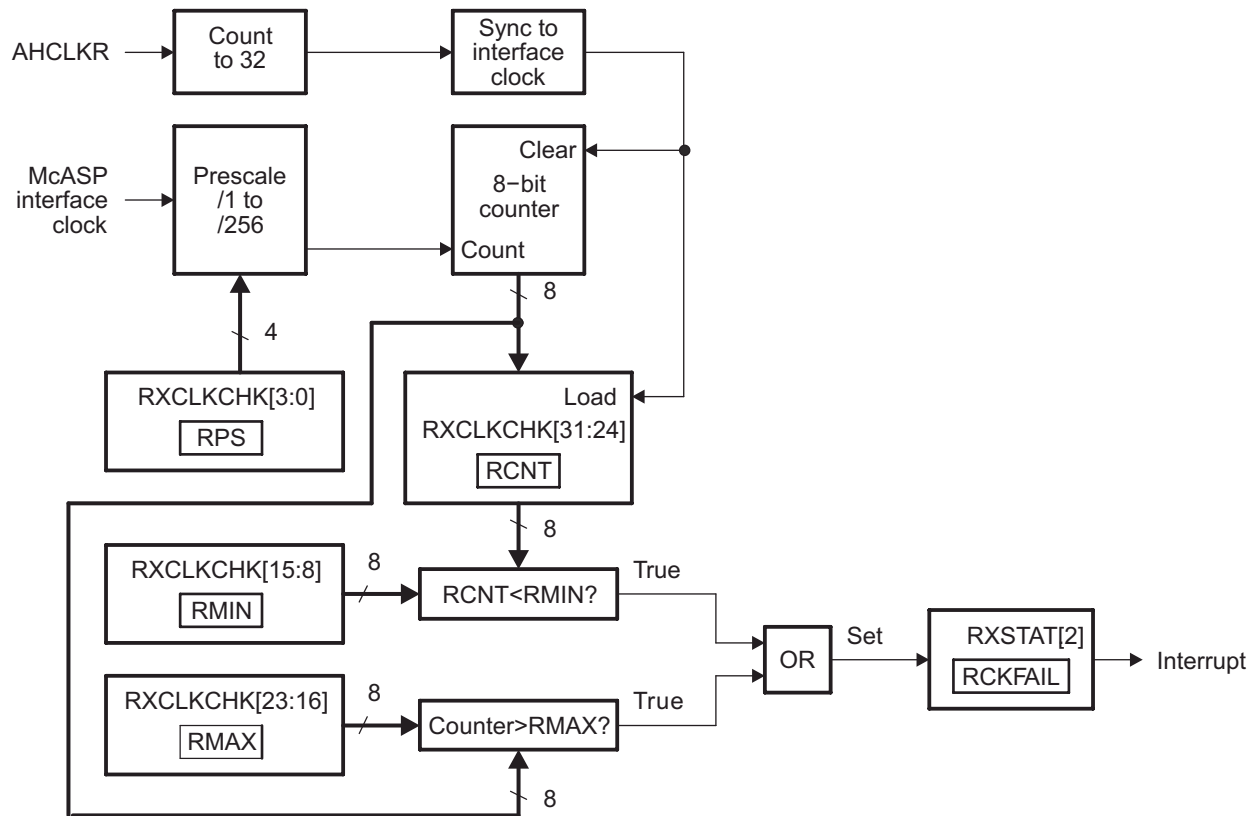 AHCLKR
Count
to 32
Sync to
interface
clock
McASP
interface
clock
Prescale
/1 to
/256
Clear
8−bit
counter
Count
8
4
RXCLKCHK[3:0]
RPS
Load
RXCLKCHK[31:24]
RCNT
8
RXCLKCHK[15:8]
RMIN
8
RCNT<RMIN?
True
OR
Set
RXSTAT[2]
RCKFAIL
Interrupt
RXCLKCHK[23:16]
RMAX
8
Counter>RMAX?
True
8